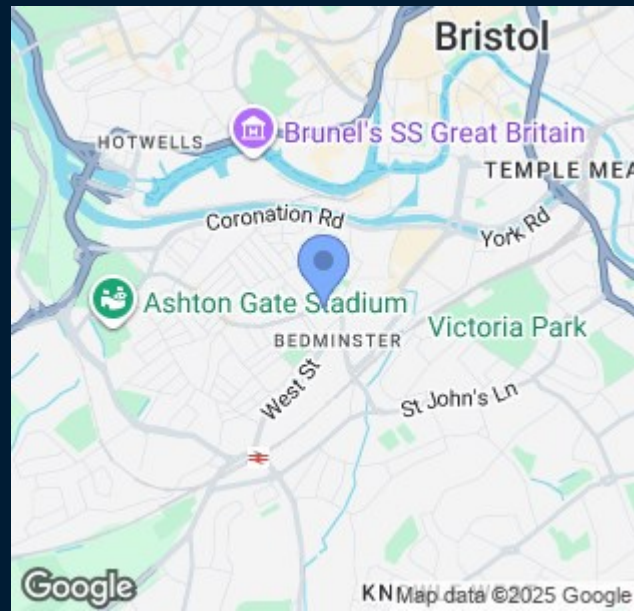 Bristol
HOTWELLS
Brunel's SS Great Britain
TEMPLE MEA
Coronation Rd
York Rd
Ashton Gate Stadium
Victoria Park
BEDMINSTER
West St
St John's Ln
Google
Map data ©2025 Google